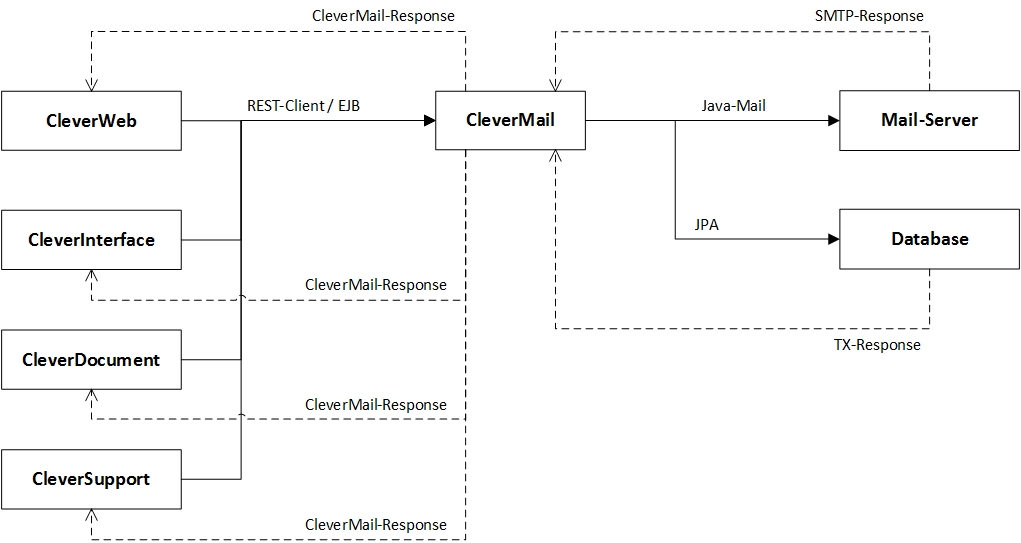 CleverMail-Response
SMTP-Response
CleverWeb
REST-Client / EJB
CleverMail
Java-Mail
Mail-Server
CleverInterface
JPA
Database
CleverMail-Response
TX-Response
CleverDocument
CleverMail-Response
CleverSupport
CleverMail-Response